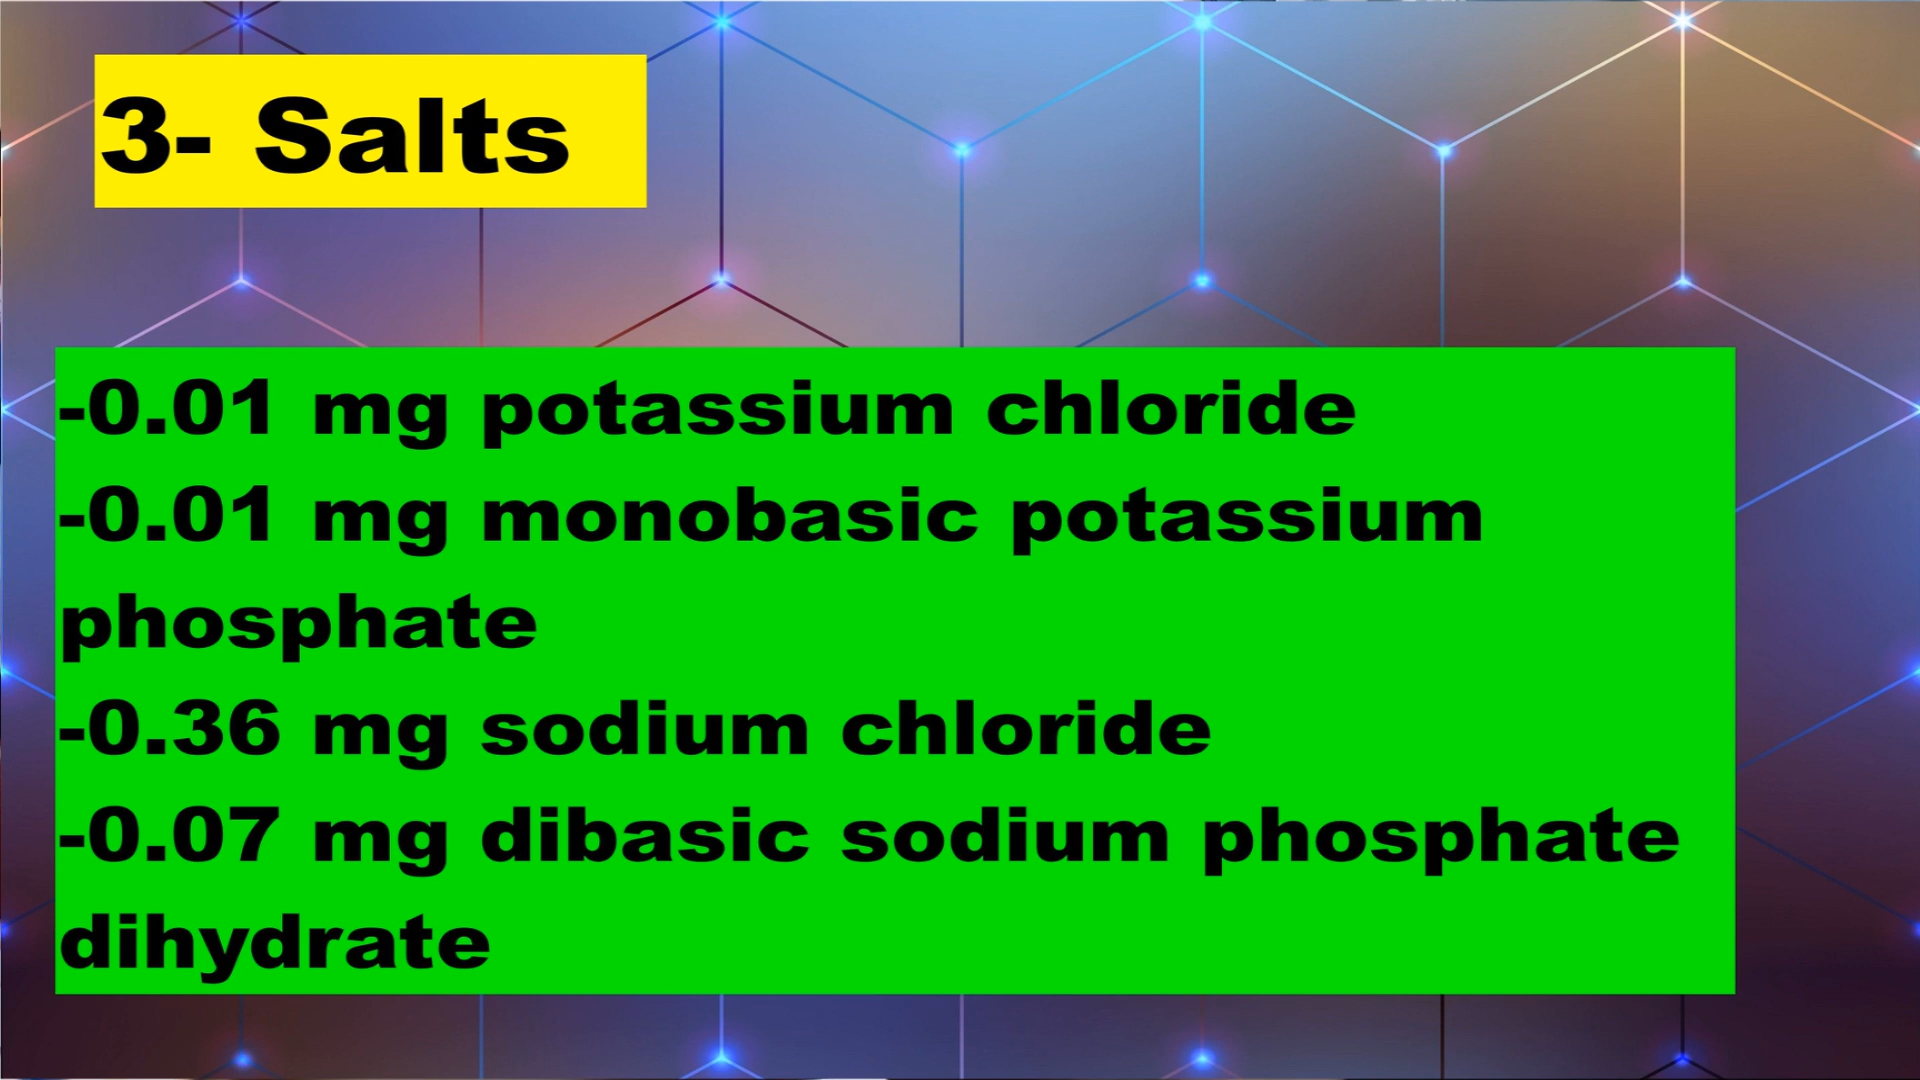 3- Salts
-0.01 mg potassium chloride
-0.01 mg monobasic potassium
phosphate
-0.36 mg sodium chloride
-0.07 mg dibasic sodium phosphate
dihydrate